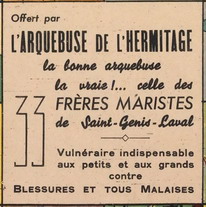 Offert par
L'ARQUEBUSE DE L'HERMITAGE
la bonne arquebuse
la vraie!... celle des
33
FRÈRES MARISTES
de Saint-Genis-Laval
Vulnéraire indispensable
aux petits et aux grands
contre
BLESSURES ET TOUS MALAISES